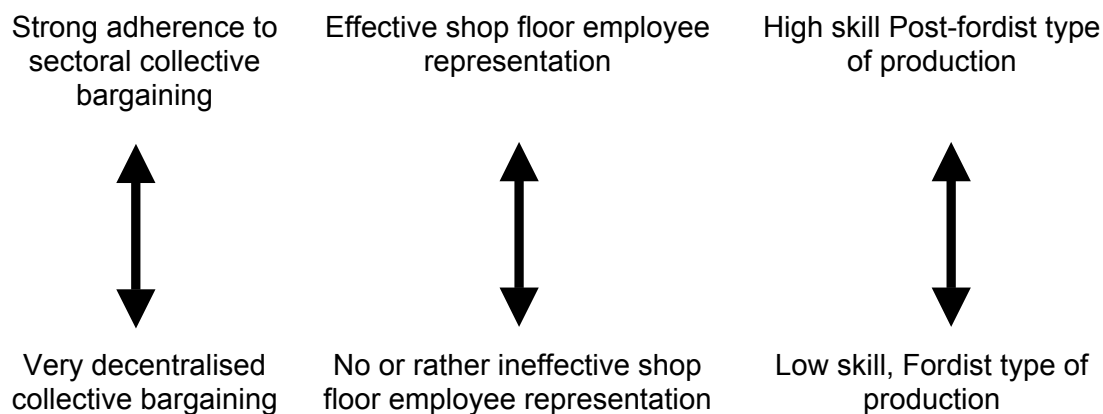 Strong adherence to
sectoral collective
bargaining
Effective shop floor employee
representation
High skill Post-fordist type
of production
Very decentralised
collective bargaining
No or rather ineffective shop
floor employee representation
Low skill, Fordist type of
production